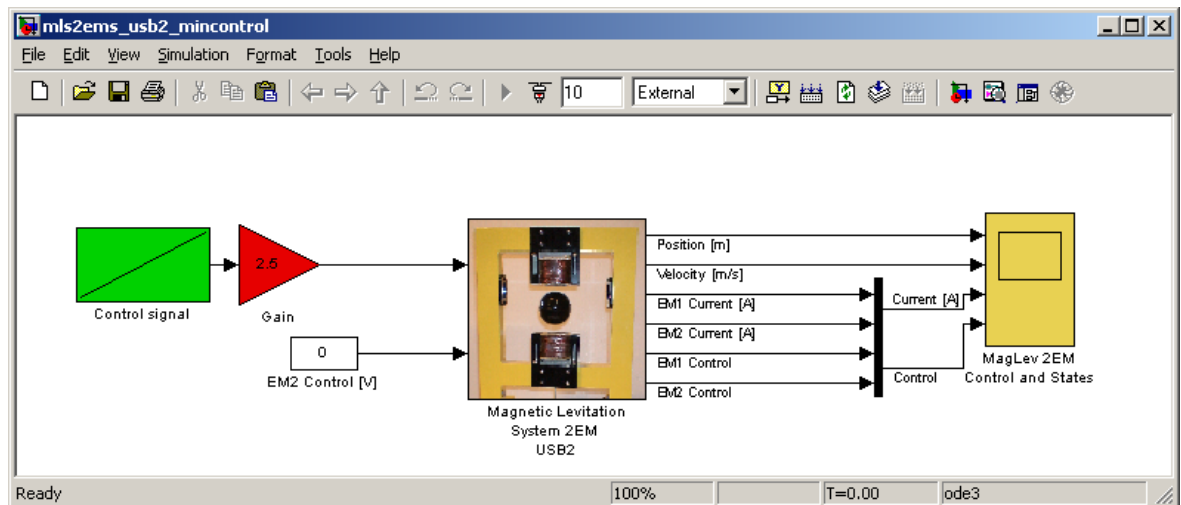 mls2ems_usb2_mincontrol
File Edit View Simulation Format Tools Help
10 External
Control signal
2.5
Gain
0
EM2 Control [V]
Magnetic Levitation
System 2EM
USB2
Position [m]
Velocity [m/s]
EM1 Current [A]
EM2 Current [A]
EM1 Control
EM2 Control
Current [A]
Control
MagLev 2EM
Control and States
Ready 100% T=0.00 ode3